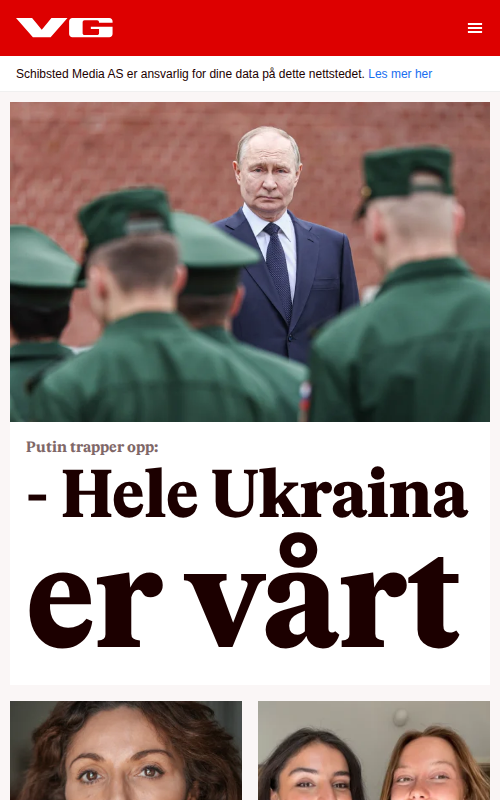 VG
Schibsted Media AS er ansvarlig for dine data på dette nettstedet. Les mer her
Putin trapper opp:
- Hele Ukraina
er vårt